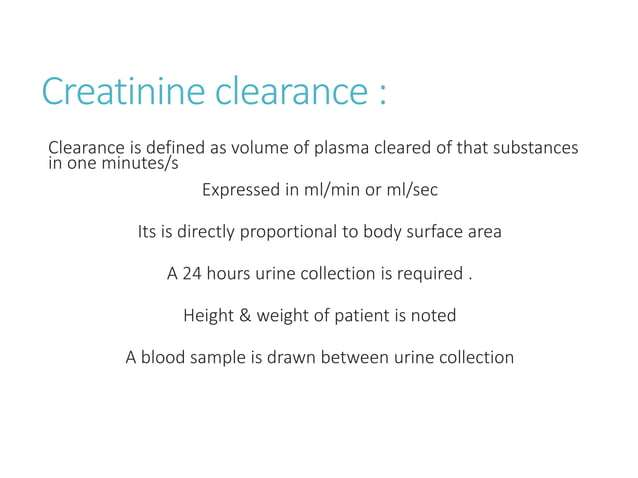 Creatinine clearance :
Clearance is defined as volume of plasma cleared of that substances
in one minutes/s
Expressed in ml/min or ml/sec
Its is directly proportional to body surface area
A 24 hours urine collection is required .
Height & weight of patient is noted
A blood sample is drawn between urine collection